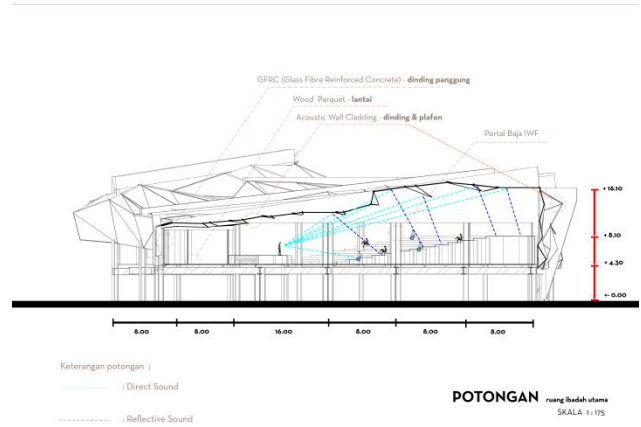 GFRC (Glass Fibre Reinforced Concrete) - dinding panggung
Wood Parquet - lantai
Acoustic Wall Cladding - dinding & plafon
Portal Baja IWF
+ 16.10
+ 8.10
+ 4.30
+- 0.00
8.00 8.00 16.00 8.00 8.00 8.00
Keterangan potongan :
: Direct Sound
: Reflective Sound
POTONGAN ruang ibadah utama
SKALA 1 : 175